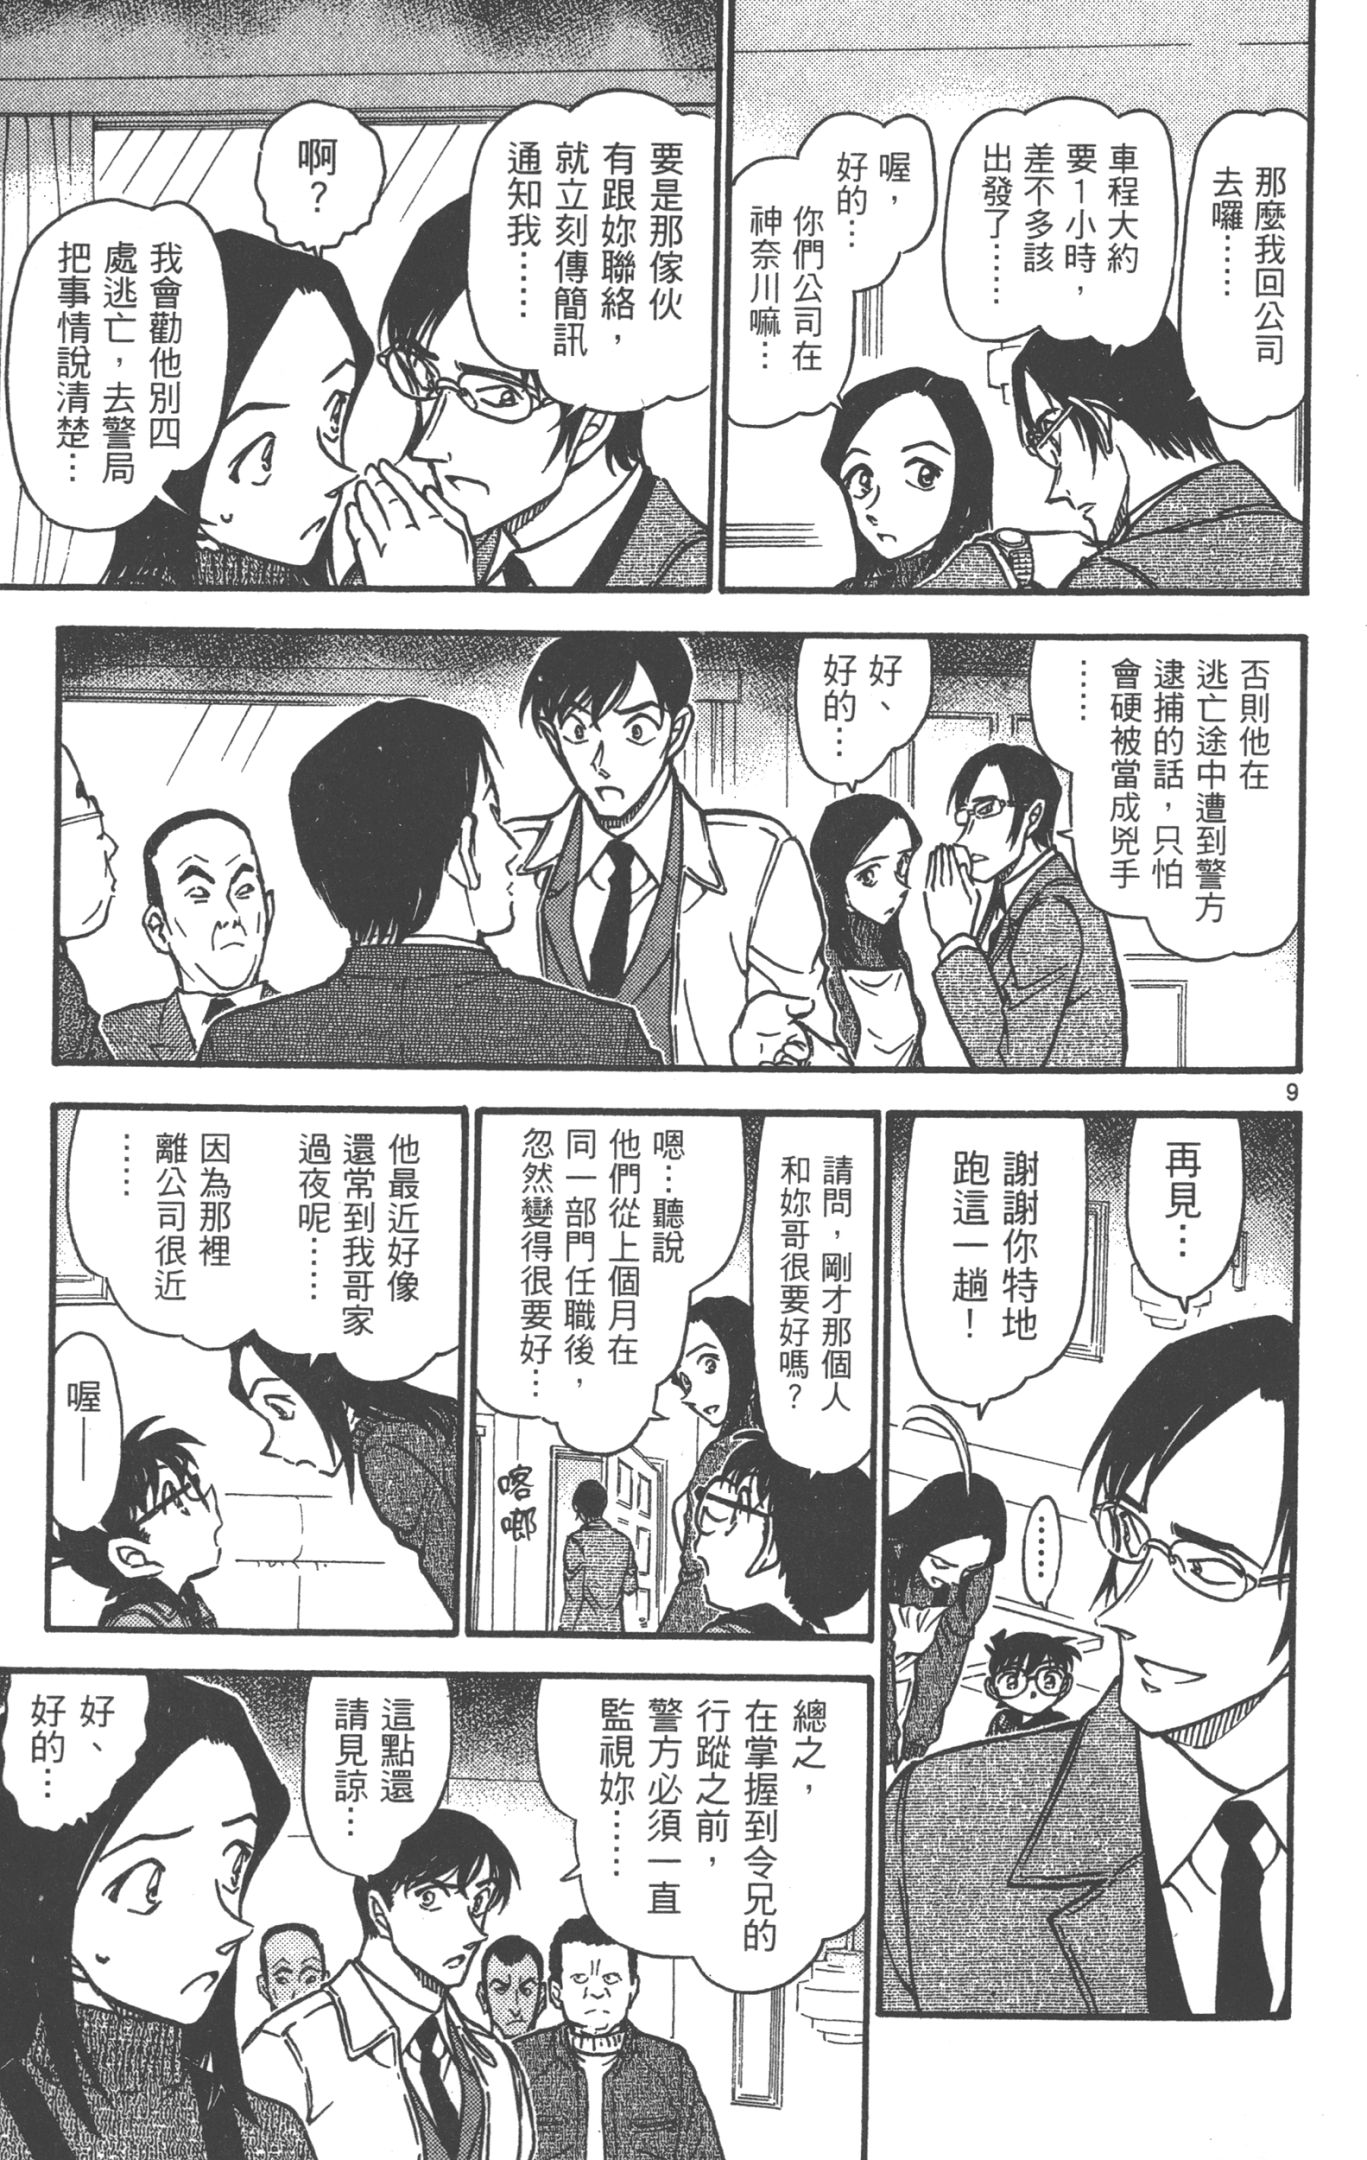 那麼我回公司
去囉……
車程大約
要1小時，
差不多該
出發了……
喔，
好的…
你們公司在
神奈川嘛…
要是那傢伙
有跟妳聯絡，
就立刻傳簡訊
通知我……
啊？
我會勸他別四
處逃亡，去警局
把事情說清楚…
否則他在
逃亡途中遭到警方
逮捕的話，只怕
會硬被當成兇手
……
好、
好的…
9
再見…
謝謝你特地
跑這一趟！
……
請問，剛才那個人
和妳哥很要好嗎？
嗯…聽說
他們從上個月在
同一部門任職後，
忽然變得很要好…
喀啷
他最近好像
還常到我哥家
過夜呢……
因為那裡
離公司很近
……
喔—
總之，
在掌握到令兄的
行蹤之前，
警方必須一直
監視妳……
這點還
請見諒…
好、
好的…